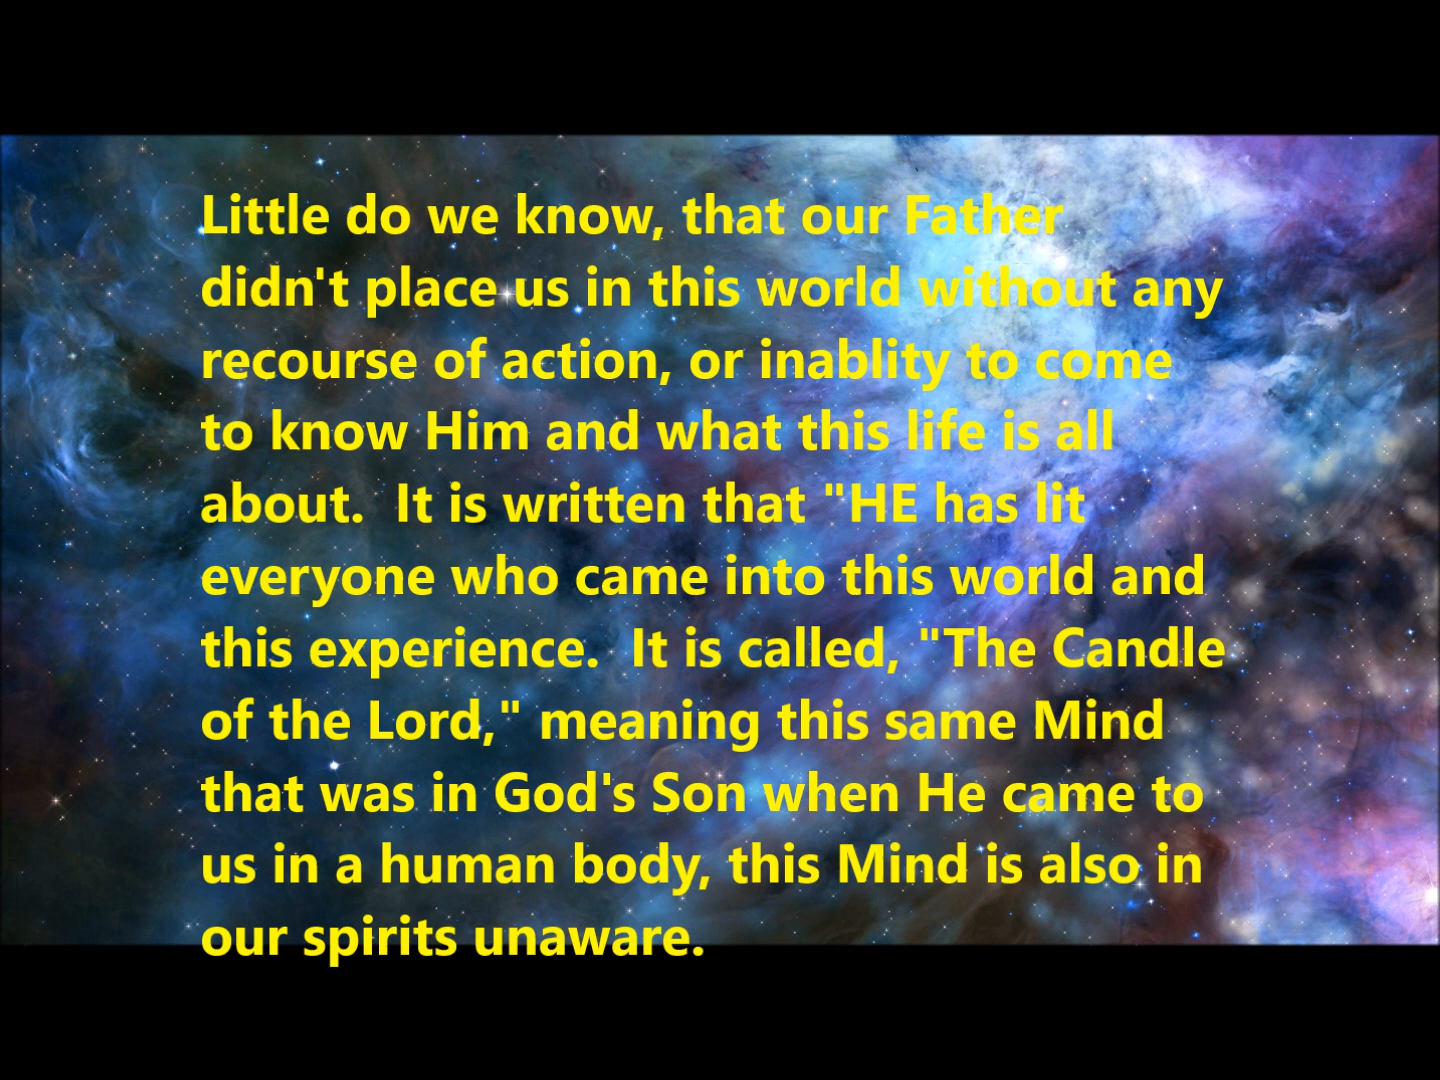 Little do we know, that our Father
didn't place us in this world without any
recourse of action, or inablity to come
to know Him and what this life is all
about.  It is written that "HE has lit
everyone who came into this world and
this experience.  It is called, "The Candle
of the Lord," meaning this same Mind
that was in God's Son when He came to
us in a human body, this Mind is also in
our spirits unaware.